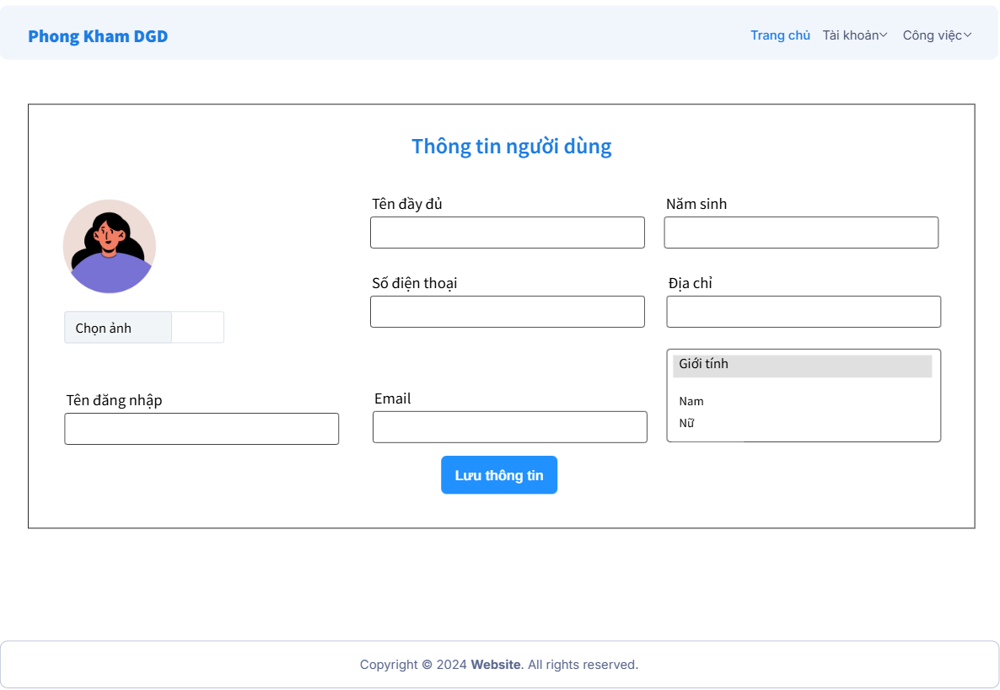 Phong Kham DGD
Trang chủ Tài khoản Công việc
Thông tin người dùng
Tên đầy đủ
Năm sinh
Số điện thoại
Địa chỉ
Chọn ảnh
Giới tính
Nam
Nữ
Tên đăng nhập
Email
Lưu thông tin
Copyright © 2024 Website. All rights reserved.